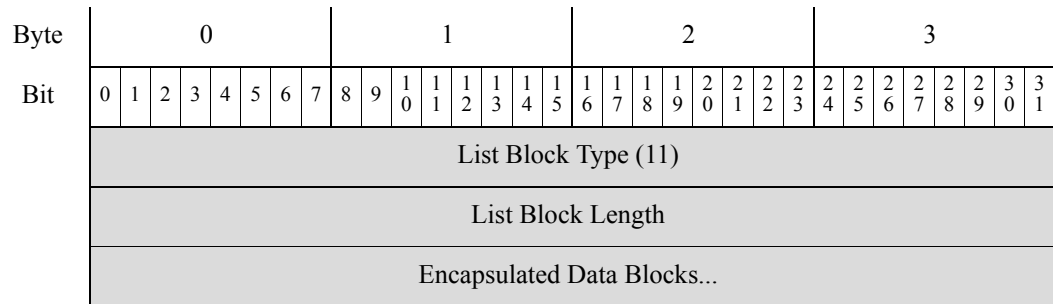 Byte 0 1 2 3
Bit 0 1 2 3 4 5 6 7 8 9 10 11 12 13 14 15 16 17 18 19 20 21 22 23 24 25 26 27 28 29 30 31
List Block Type (11)
List Block Length
Encapsulated Data Blocks...